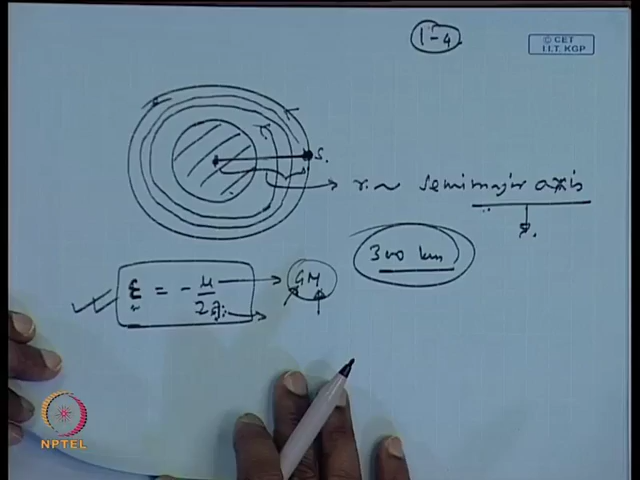 1-4
© CET
I.I.T. KGP
S.
r ~ semimajor axis
300 km
ε = - μ / 2a
GM
NPTEL